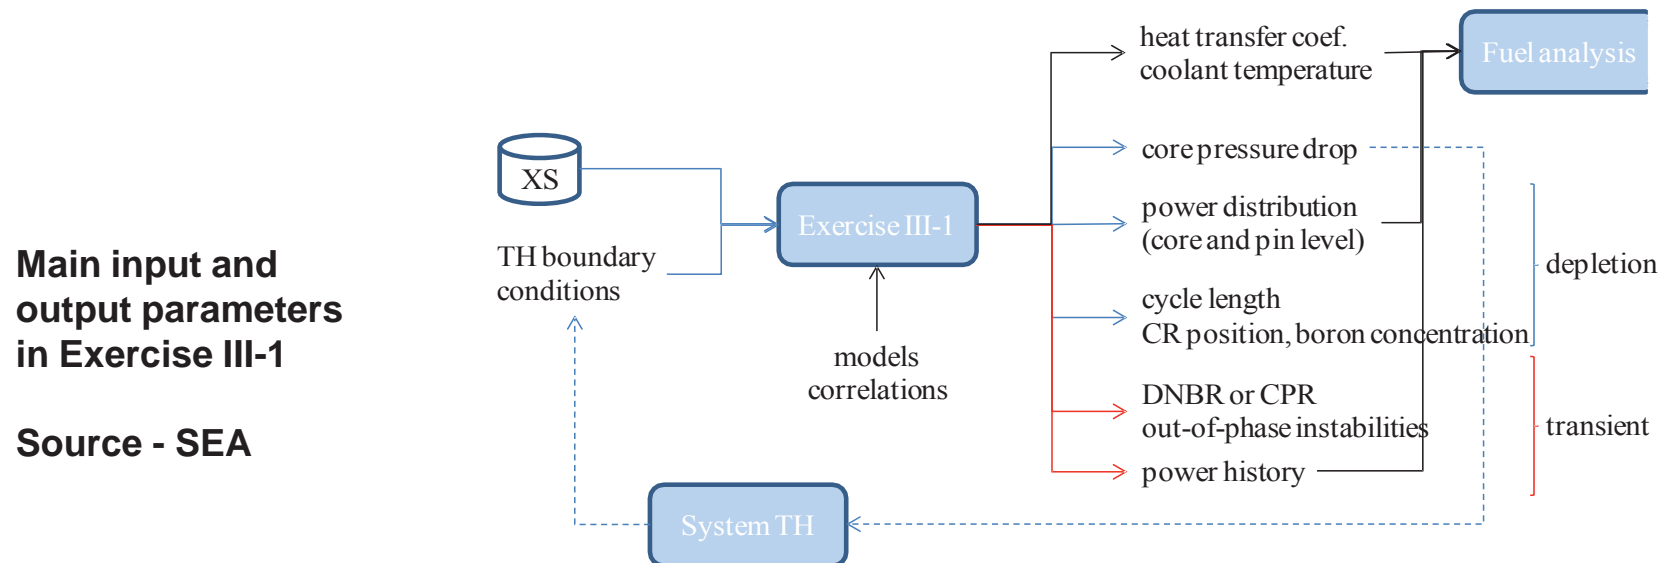 Main input and
output parameters
in Exercise III-1
Source - SEA
XS
TH boundary
conditions
Exercise III-1
models
correlations
System TH
heat transfer coef.
coolant temperature
core pressure drop
power distribution
(core and pin level)
cycle length
CR position, boron concentration
DNBR or CPR
out-of-phase instabilities
power history
Fuel analysis
depletion
transient